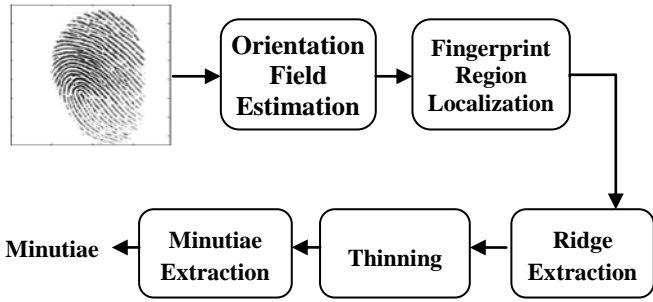 Orientation
Field
Estimation
Fingerprint
Region
Localization
Minutiae
Minutiae
Extraction
Thinning
Ridge
Extraction